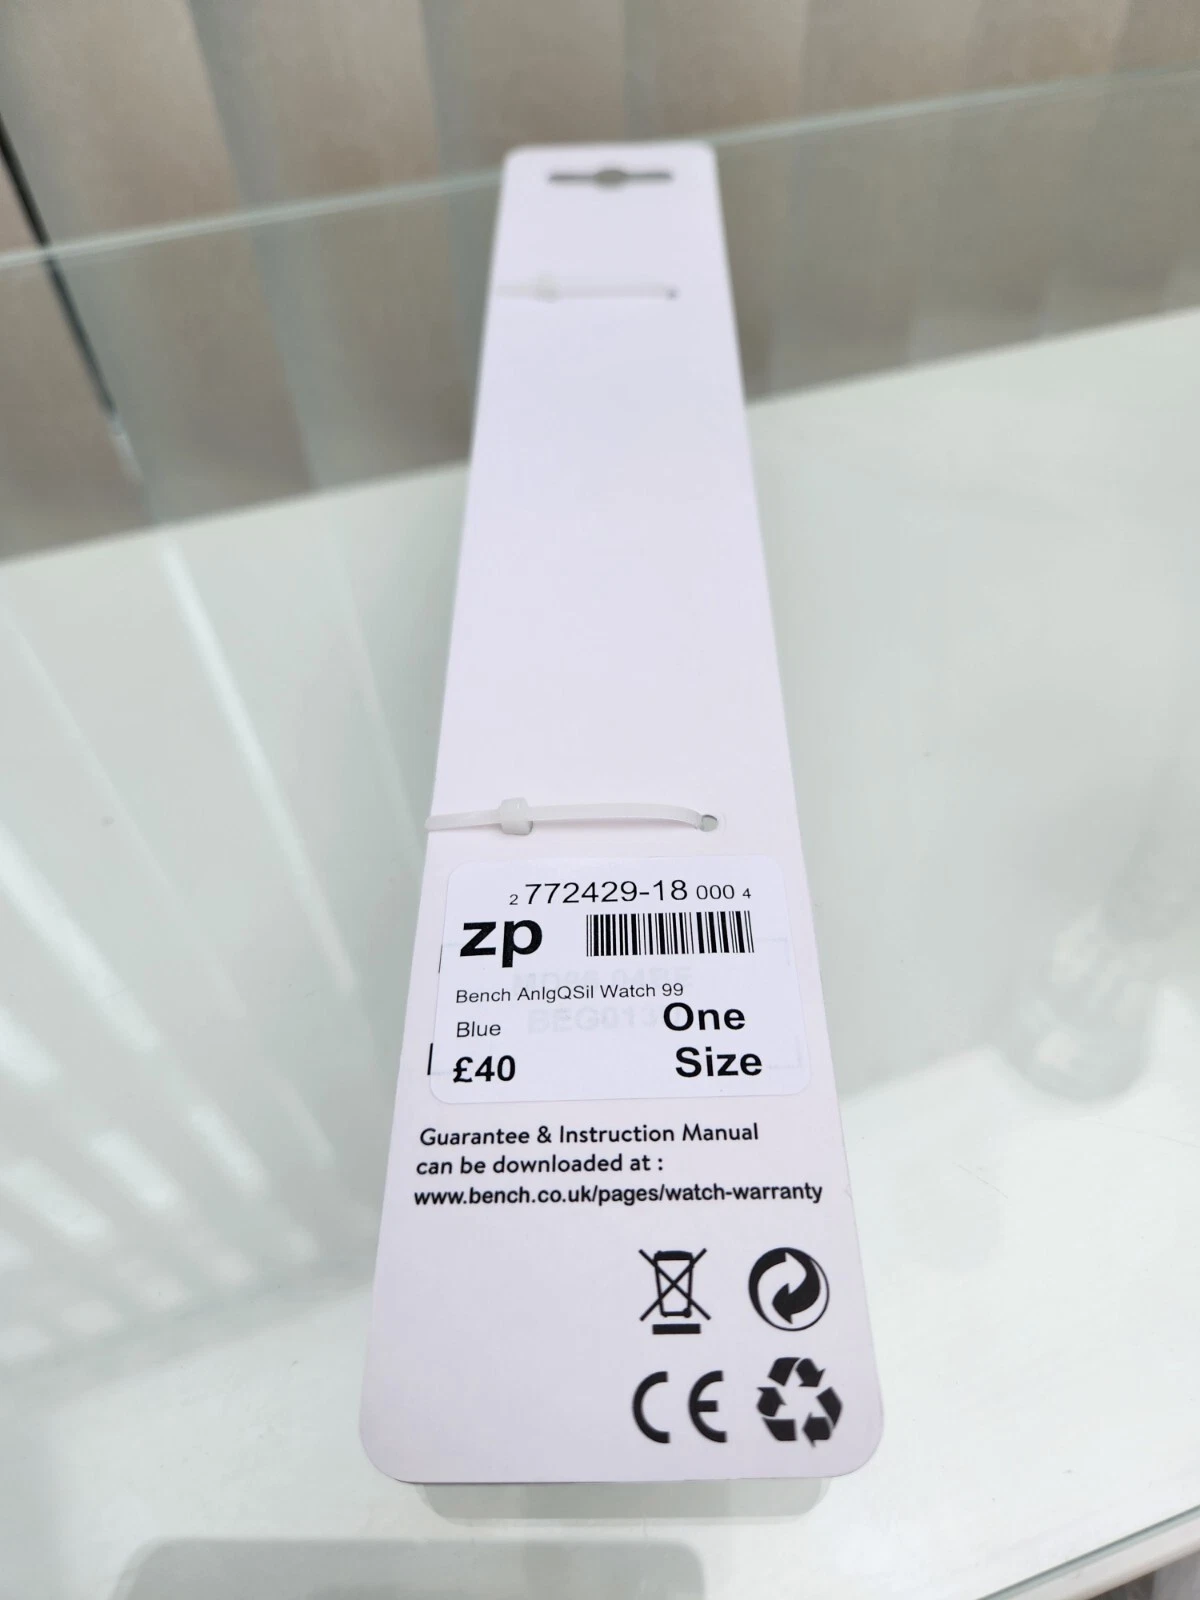 2 772429-18 000 4
zp
Bench AnlgQSil Watch 99
Blue
One
Size
£40
Guarantee & Instruction Manual
can be downloaded at :
www.bench.co.uk/pages/watch-warranty
CE